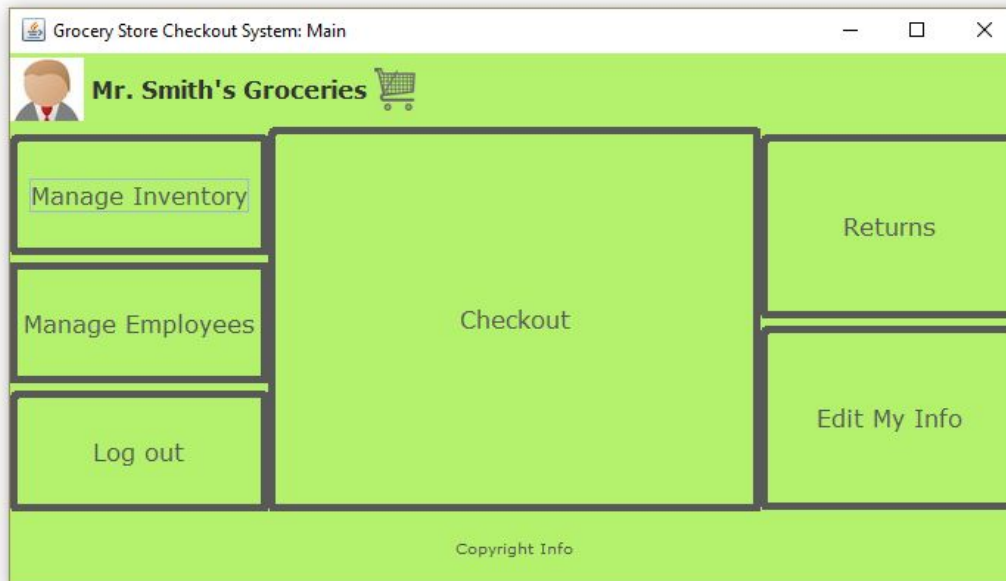 Grocery Store Checkout System: Main
Mr. Smith's Groceries
Manage Inventory
Manage Employees
Log out
Checkout
Returns
Edit My Info
Copyright Info